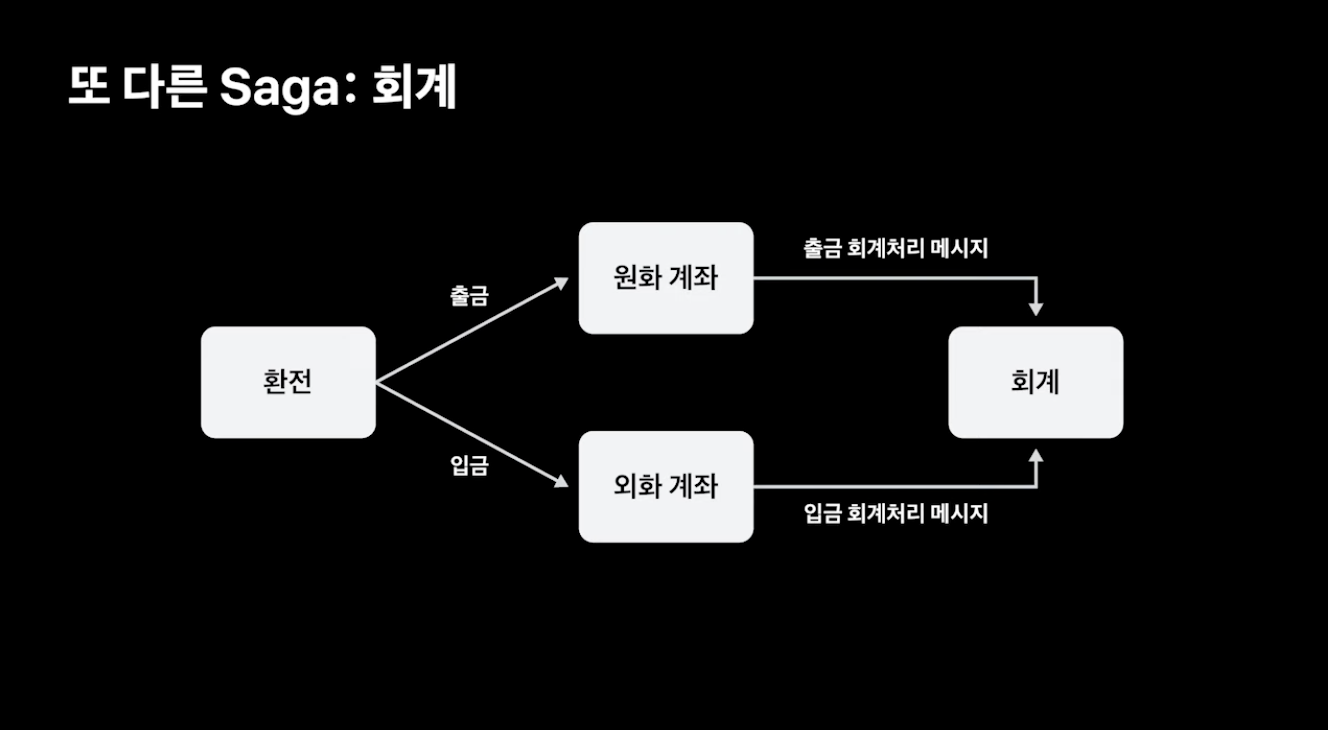 또 다른 Saga: 회계
원화 계좌
출금 회계처리 메시지
출금
환전
회계
입금
외화 계좌
입금 회계처리 메시지